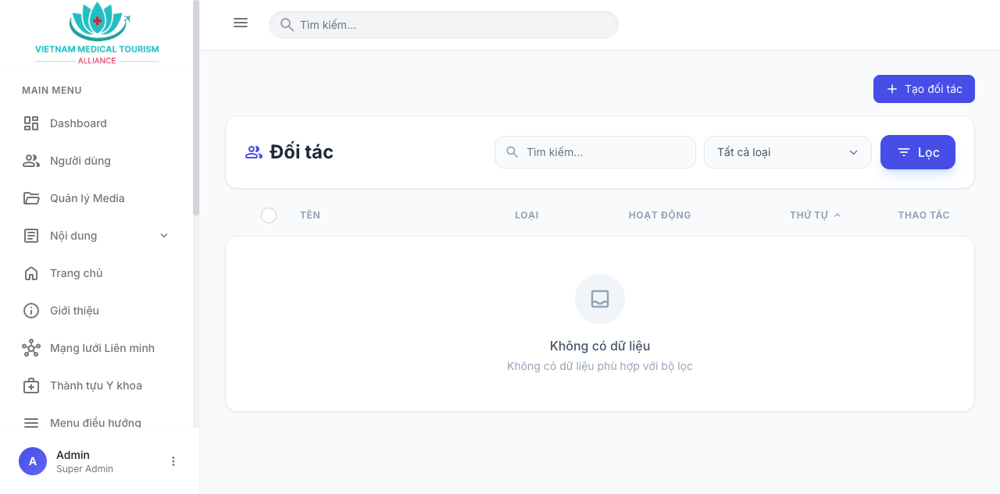 VIETNAM MEDICAL TOURISM
ALLIANCE
MAIN MENU
Dashboard
Người dùng
Quản lý Media
Nội dung
Trang chủ
Giới thiệu
Mạng lưới Liên minh
Thành tựu Y khoa
Menu điều hướng
A
Admin
Super Admin
Tìm kiếm...
Tạo đối tác
Đối tác
Tìm kiếm...
Tất cả loại
Lọc
TÊN LOẠI HOẠT ĐỘNG THỨ TỰ THAO TÁC
Không có dữ liệu
Không có dữ liệu phù hợp với bộ lọc